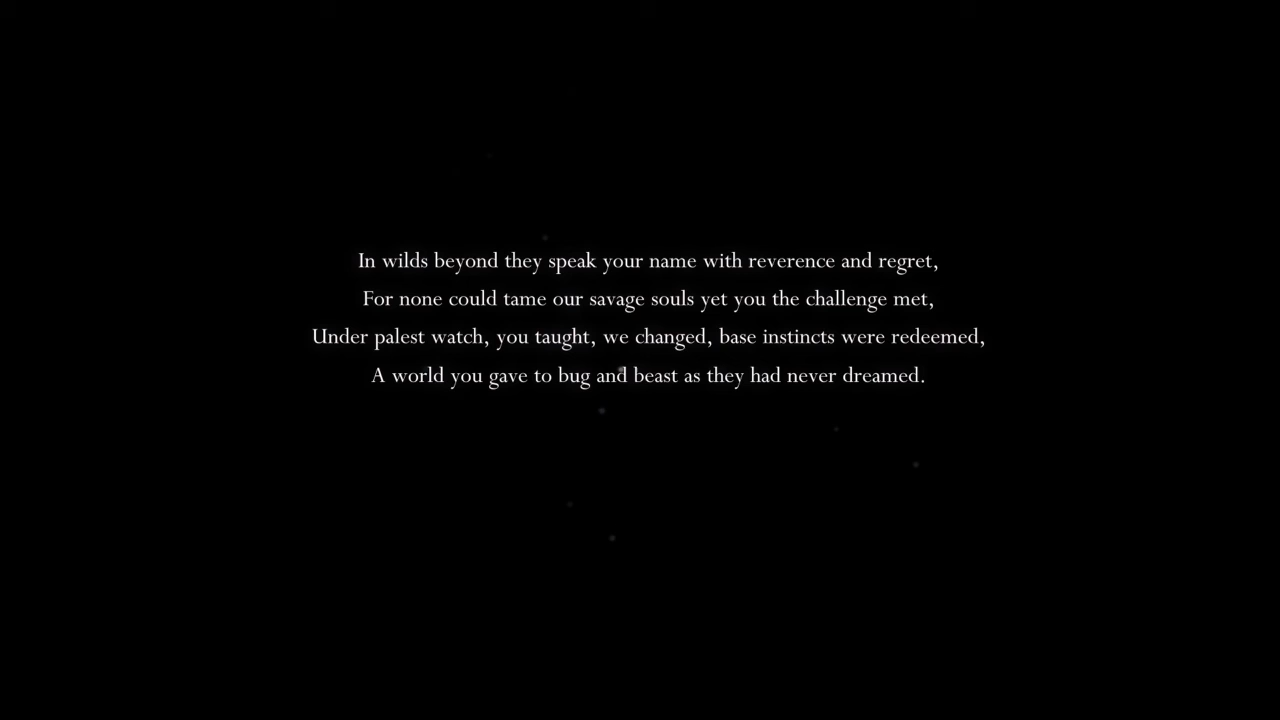 In wilds beyond they speak your name with reverence and regret,
For none could tame our savage souls yet you the challenge met,
Under palest watch, you taught, we changed, base instincts were redeemed,
A world you gave to bug and beast as they had never dreamed.